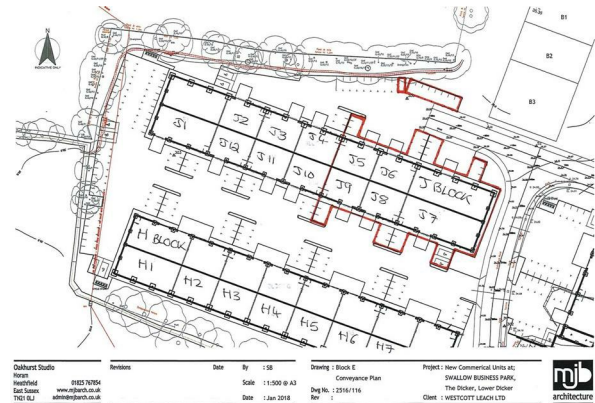 B1
B2
B3
INDICATIVE ONLY
J1
J2
J3
J4
J5
J6
J BLOCK
J12
J11
J10
J9
J8
J7
H BLOCK
H1
H2
H3
H4
H5
H6
H7
Oakhurst Studio
Horam
Heathfield 01825 767854
East Sussex www.mjbarch.co.uk
TN21 0LJ admin@mjbarch.co.uk
Revisions Date
By : SB
Scale : 1:500 @ A3
Date : Jan 2018
Drawing : Block E
Conveyance Plan
Dwg No. : 2516/116
Rev :
Project : New Commerical Units at;
SWALLOW BUSINESS PARK,
The Dicker, Lower Dicker
Client : WESTCOTT LEACH LTD
mjb
architecture